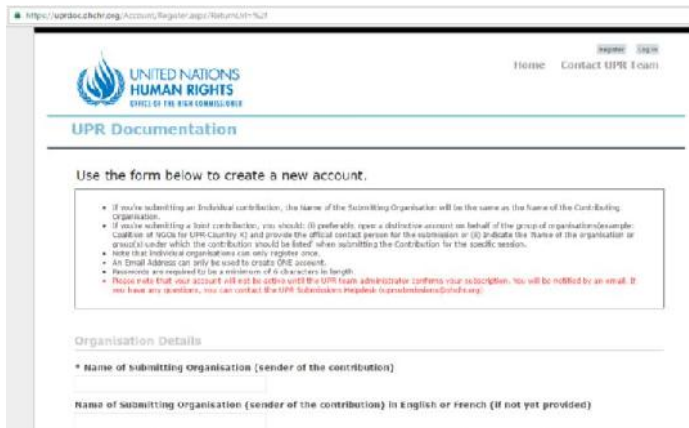 https://uprdoc.ohchr.org/Account/Register.aspx?ReturnUrl=%2f
Register Log In
Home Contact UPR Team
UNITED NATIONS
HUMAN RIGHTS
OFFICE OF THE HIGH COMMISSIONER
UPR Documentation
Use the form below to create a new account.
• If you're submitting an Individual contribution, the Name of the Submitting Organisation will be the same as the Name of the Contributing
Organisation.
• If you're submitting a Joint contribution, you should: (i) preferably, open a distinctive account on behalf of the group of organisations(example:
Coalition of NGOs for UPR-Country X) and provide the official contact person for the submission or (ii) indicate the 'Name of the organisation or
group(s) under which the contribution should be listed' when submitting the Contribution for the specific session.
• Note that individual organisations can only register once.
• An Email Address can only be used to create ONE account.
• Passwords are required to be a minimum of 6 characters in length
• Please note that your account will not be active until the UPR team administrator confirms your subscription. You will be notified by an email. If
you have any questions, you can contact the UPR Submissions Helpdesk (uprsubmissions@ohchr.org)
Organisation Details
* Name of Submitting Organisation (sender of the contribution)
Name of Submitting Organisation (sender of the contribution) in English or French (if not yet provided)